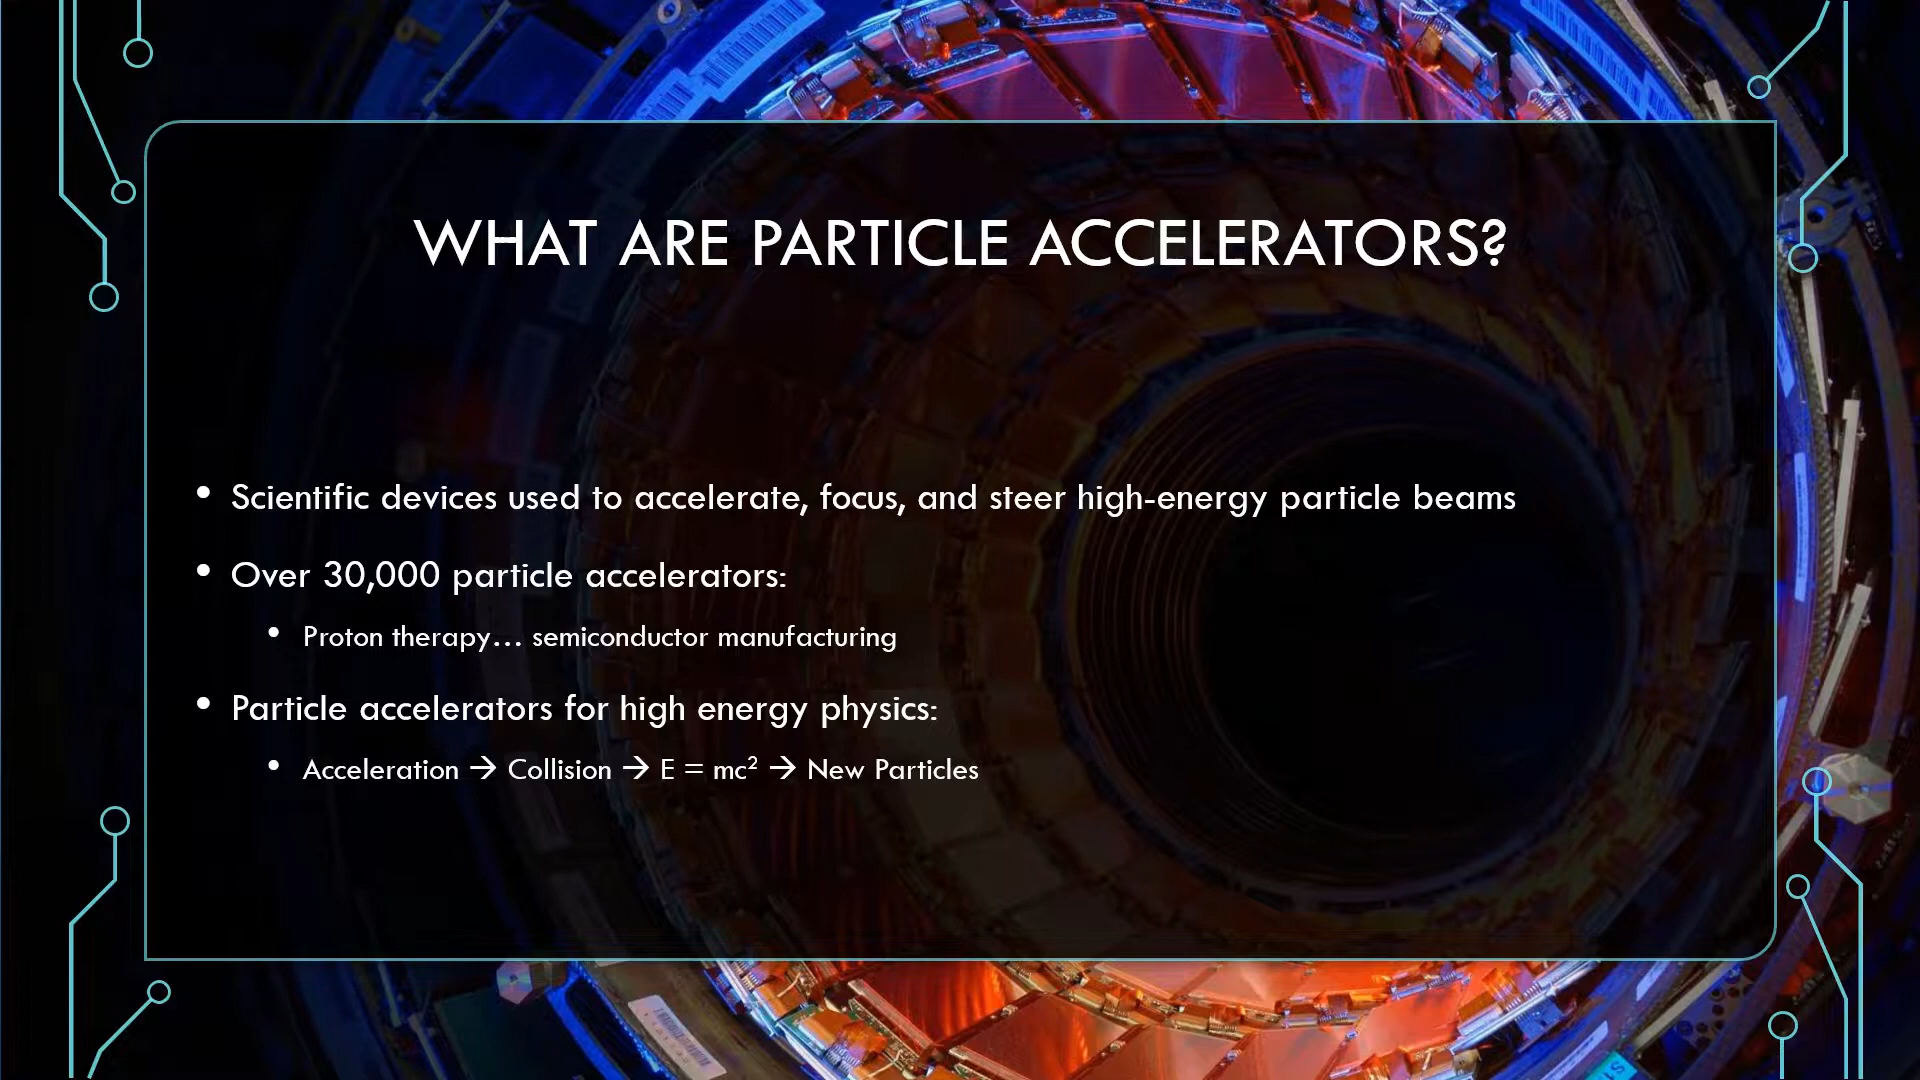 WHAT ARE PARTICLE ACCELERATORS?
• Scientific devices used to accelerate, focus, and steer high-energy particle beams
• Over 30,000 particle accelerators:
• Proton therapy… semiconductor manufacturing
• Particle accelerators for high energy physics:
• Acceleration → Collision → E = mc² → New Particles